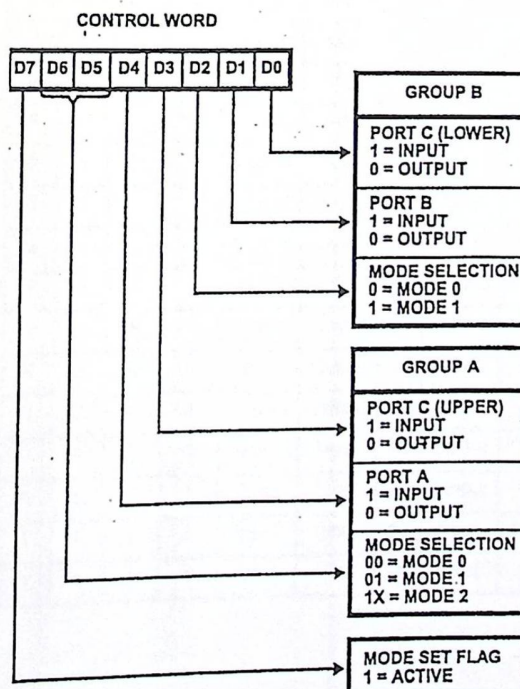 CONTROL WORD
D7 D6 D5 D4 D3 D2 D1 D0
GROUP B
PORT C (LOWER)
1 = INPUT
0 = OUTPUT
PORT B
1 = INPUT
0 = OUTPUT
MODE SELECTION
0 = MODE 0
1 = MODE 1
GROUP A
PORT C (UPPER)
1 = INPUT
0 = OUTPUT
PORT A
1 = INPUT
0 = OUTPUT
MODE SELECTION
00 = MODE 0
01 = MODE 1
1X = MODE 2
MODE SET FLAG
1 = ACTIVE